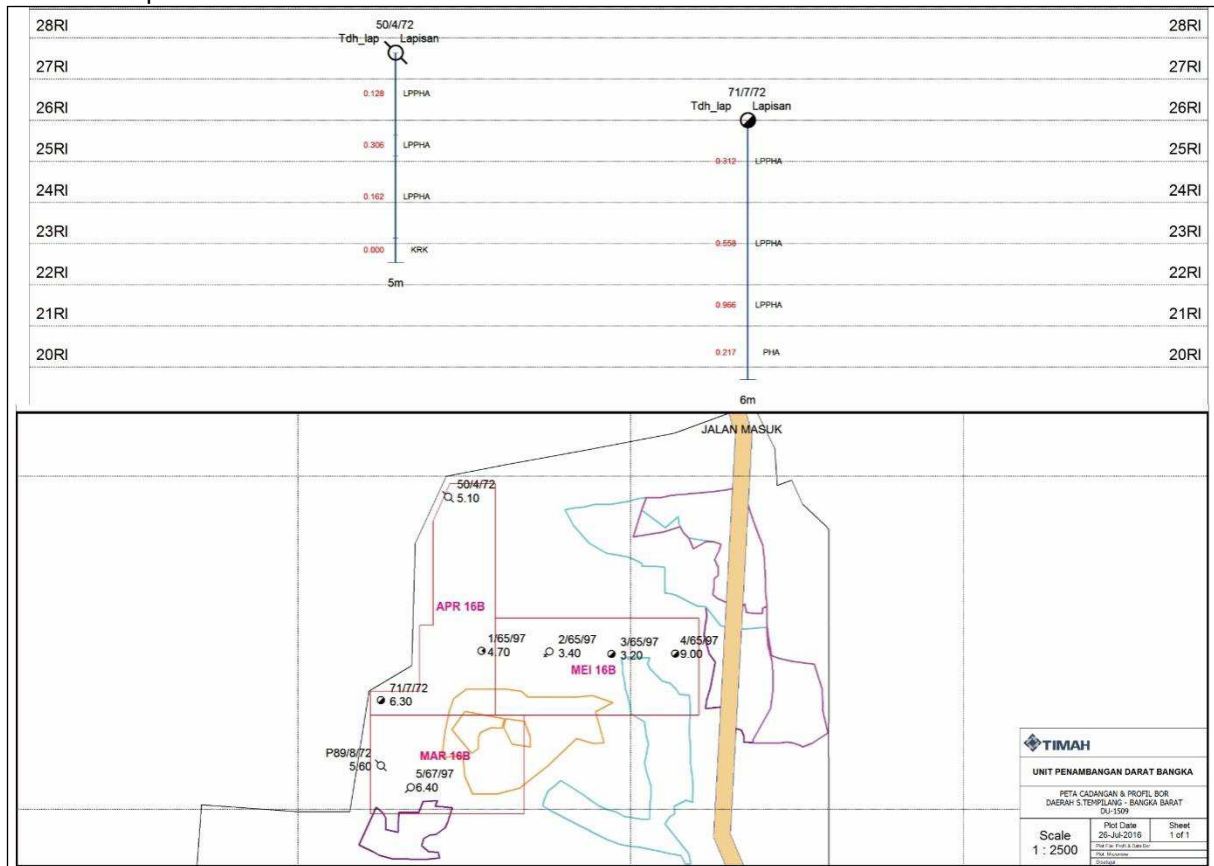 28RI
28RI
50/4/72
Tdh_lap Lapisan
27RI
27RI
0.128 LPPHA
71/7/72
Tdh_lap Lapisan
26RI
26RI
0.306 LPPHA
25RI
25RI
0.312 LPPHA
24RI
24RI
0.162 LPPHA
23RI
23RI
0.000 KRK
0.558 LPPHA
22RI
22RI
5m
21RI
21RI
0.966 LPPHA
20RI
20RI
0.217 PHA
6m
JALAN MASUK
50/4/72
5.10
APR 16B
1/65/97
4.70
2/65/97
3.40
3/65/97
3.20
4/65/97
9.00
MEI 16B
71/7/72
6.30
P89/8/72
5.60
MAR 16B
5/67/97
6.40
TIMAH
UNIT PENAMBANGAN DARAT BANGKA
PETA CADANGAN & PROFIL BOR
DAERAH S.TEMPILANG - BANGKA BARAT
DU-1509
Scale
1 : 2500
Plot Date
26-Jul-2016
Sheet
1 of 1